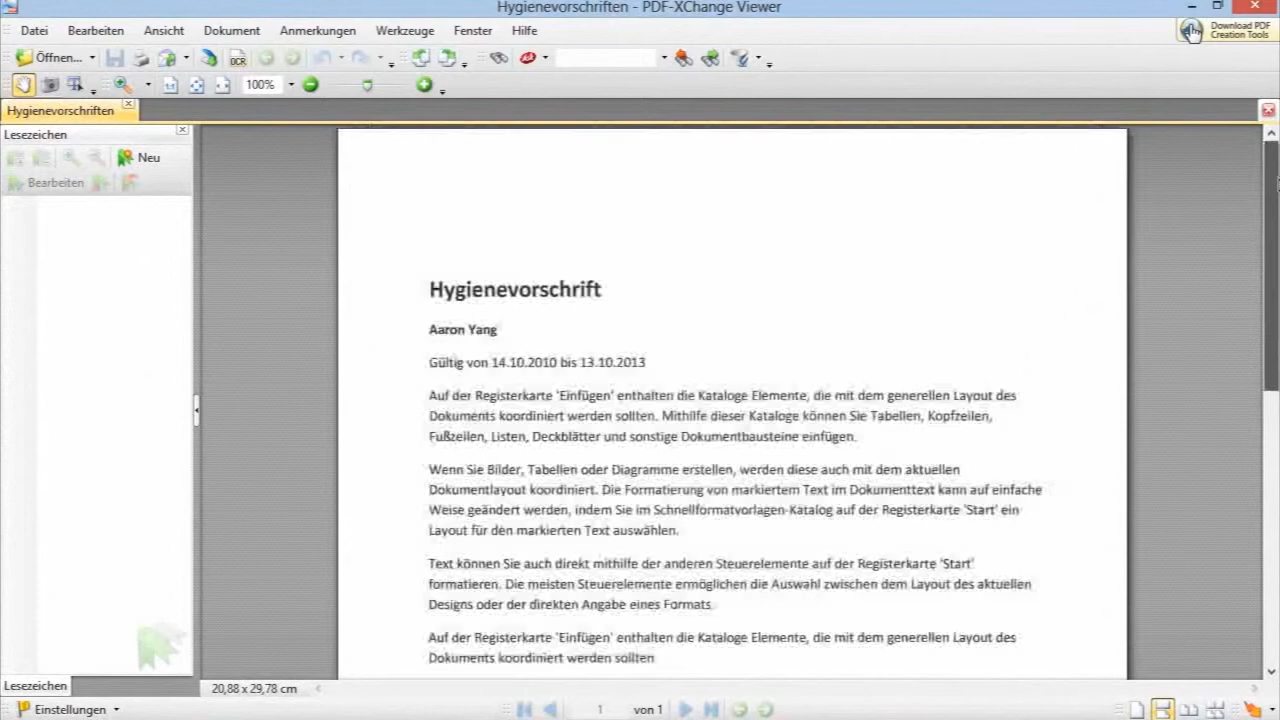 Hygienevorschriften - PDF-XChange Viewer
Datei Bearbeiten Ansicht Dokument Anmerkungen Werkzeuge Fenster Hilfe
Download PDF
Creation Tools
Öffnen...
OCR
100%
Hygienevorschriften
Lesezeichen
Neu
Bearbeiten
Hygienevorschrift
Aaron Yang
Gültig von 14.10.2010 bis 13.10.2013
Auf der Registerkarte 'Einfügen' enthalten die Kataloge Elemente, die mit dem generellen Layout des
Dokuments koordiniert werden sollten. Mithilfe dieser Kataloge können Sie Tabellen, Kopfzeilen,
Fußzeilen, Listen, Deckblätter und sonstige Dokumentbausteine einfügen.
Wenn Sie Bilder, Tabellen oder Diagramme erstellen, werden diese auch mit dem aktuellen
Dokumentlayout koordiniert. Die Formatierung von markiertem Text im Dokumenttext kann auf einfache
Weise geändert werden, indem Sie im Schnellformatvorlagen-Katalog auf der Registerkarte 'Start' ein
Layout für den markierten Text auswählen.
Text können Sie auch direkt mithilfe der anderen Steuerelemente auf der Registerkarte 'Start'
formatieren. Die meisten Steuerelemente ermöglichen die Auswahl zwischen dem Layout des aktuellen
Designs oder der direkten Angabe eines Formats.
Auf der Registerkarte 'Einfügen' enthalten die Kataloge Elemente, die mit dem generellen Layout des
Dokuments koordiniert werden sollten
Lesezeichen
20,88 x 29,78 cm
Einstellungen
1 von 1